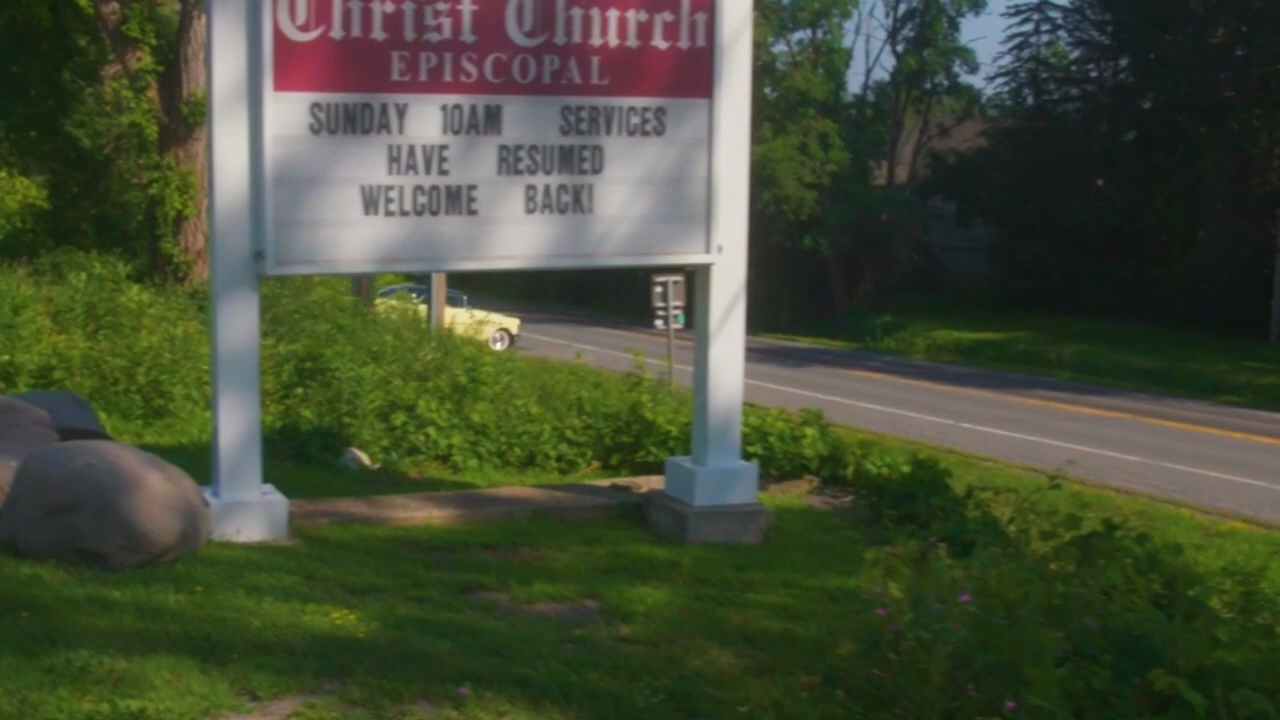 Christ Church
EPISCOPAL
SUNDAY 10AM SERVICES
HAVE RESUMED
WELCOME BACK!